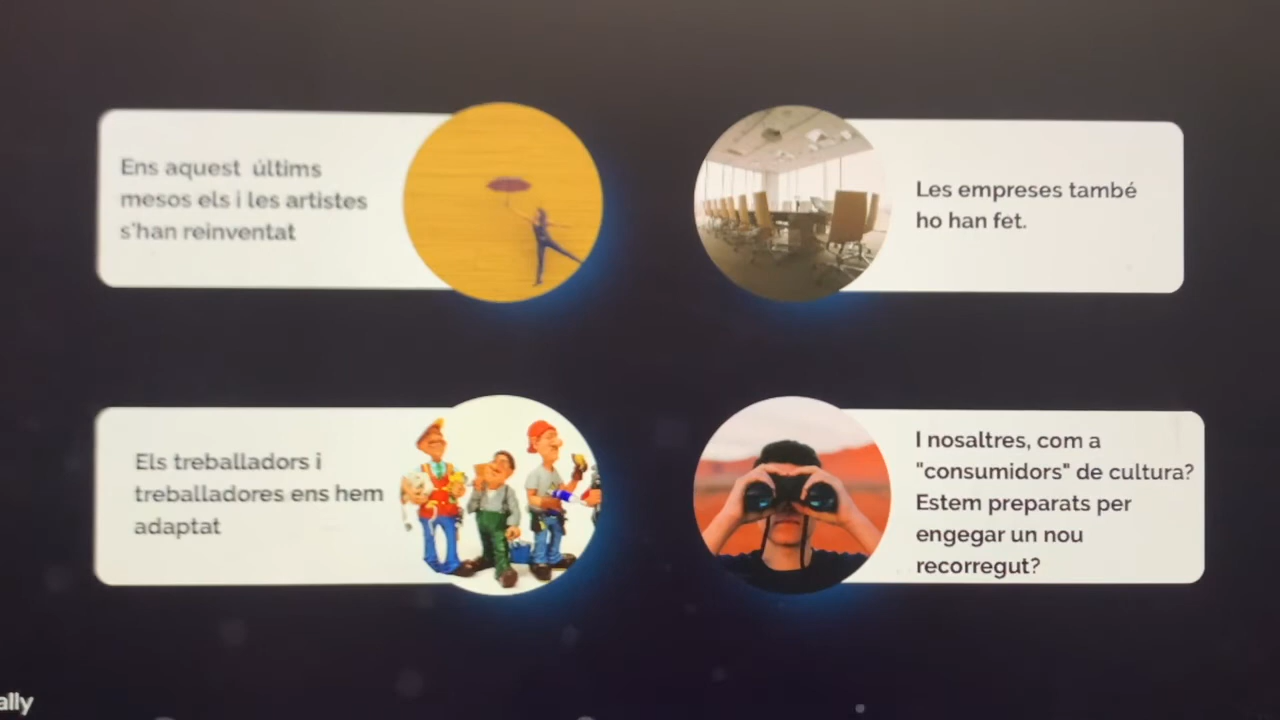 Ens aquest últims
mesos els i les artistes
s'han reinventat
Les empreses també
ho han fet.
Els treballadors i
treballadores ens hem
adaptat
I nosaltres, com a
"consumidors" de cultura?
Estem preparats per
engegar un nou
recorregut?
ally